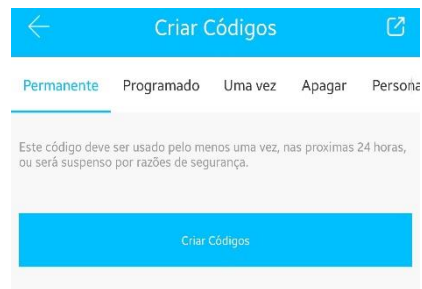 Criar Códigos
Permanente Programado Uma vez Apagar Persona
Este código deve ser usado pelo menos uma vez, nas proximas 24 horas,
ou será suspenso por razões de segurança.
Criar Códigos